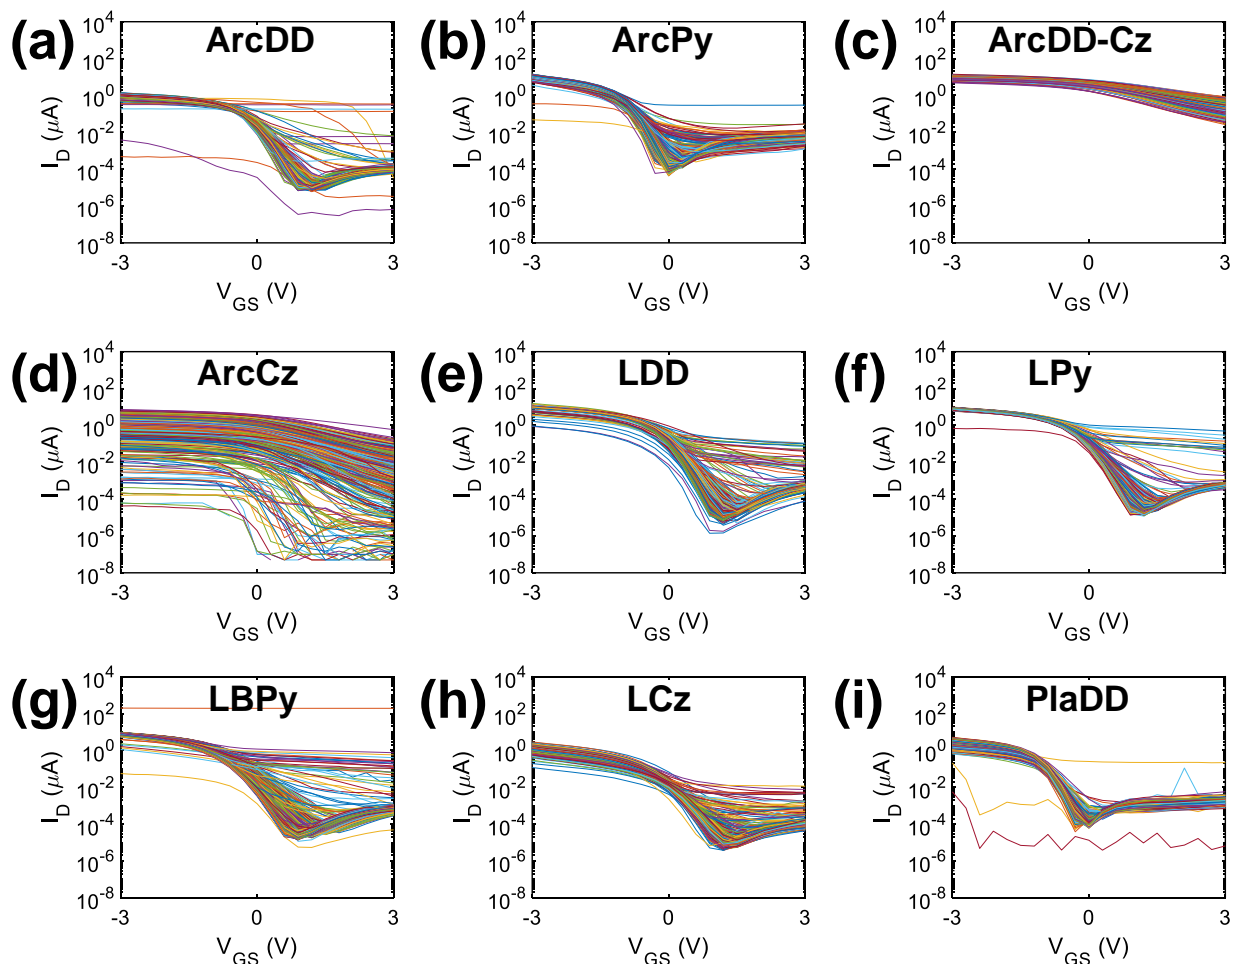 (a) ArcDD
10^4
10^2
10^0
10^-2
10^-4
10^-6
10^-8
I_D (μA)
-3 0 3
V_GS (V)
(b) ArcPy
10^4
10^2
10^0
10^-2
10^-4
10^-6
10^-8
I_D (μA)
-3 0 3
V_GS (V)
(c) ArcDD-Cz
10^4
10^2
10^0
10^-2
10^-4
10^-6
10^-8
I_D (μA)
-3 0 3
V_GS (V)
(d) ArcCz
10^4
10^2
10^0
10^-2
10^-4
10^-6
10^-8
I_D (μA)
-3 0 3
V_GS (V)
(e) LDD
10^4
10^2
10^0
10^-2
10^-4
10^-6
10^-8
I_D (μA)
-3 0 3
V_GS (V)
(f) LPy
10^4
10^2
10^0
10^-2
10^-4
10^-6
10^-8
I_D (μA)
-3 0 3
V_GS (V)
(g) LBPy
10^4
10^2
10^0
10^-2
10^-4
10^-6
10^-8
I_D (μA)
-3 0 3
V_GS (V)
(h) LCz
10^4
10^2
10^0
10^-2
10^-4
10^-6
10^-8
I_D (μA)
-3 0 3
V_GS (V)
(i) PlaDD
10^4
10^2
10^0
10^-2
10^-4
10^-6
10^-8
I_D (μA)
-3 0 3
V_GS (V)